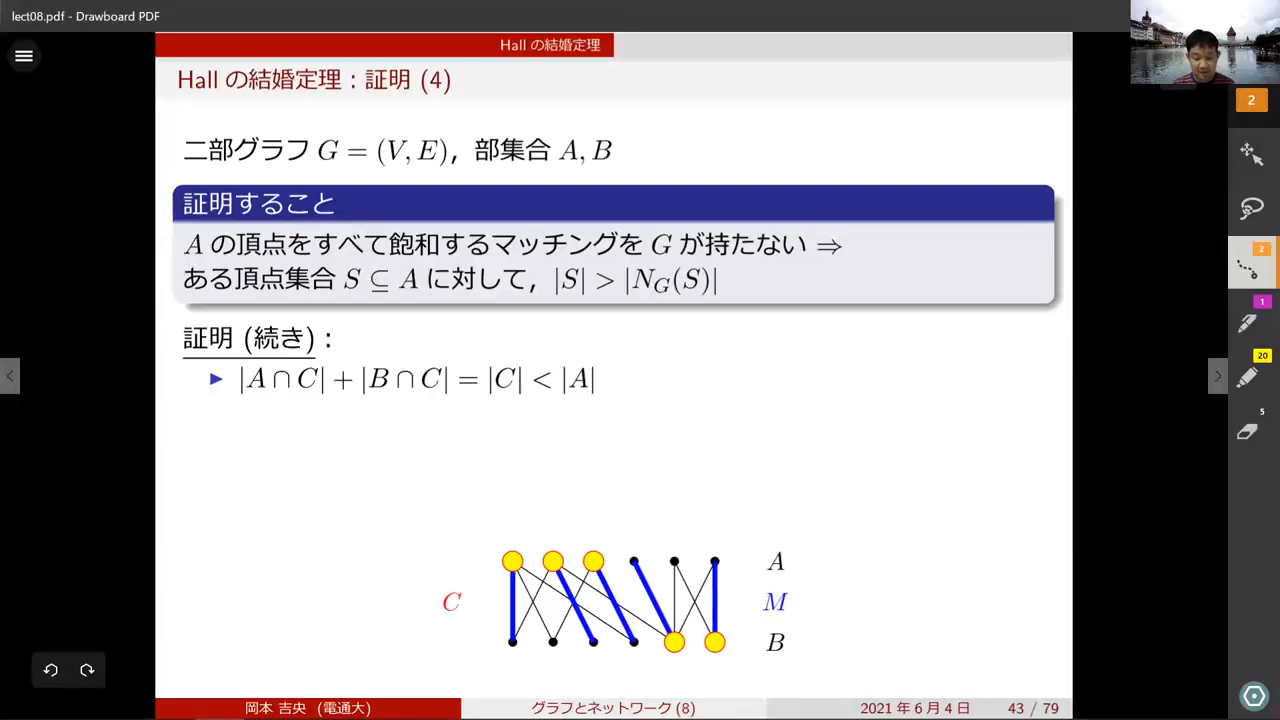 lect08.pdf - Drawboard PDF
Hall の結婚定理
Hall の結婚定理 : 証明 (4)
二部グラフ G = (V, E), 部集合 A, B
証明すること
A の頂点をすべて飽和するマッチングを G が持たない ⇒
ある頂点集合 S ⊆ A に対して, |S| > |N_G(S)|
証明 (続き) :
▶ |A ∩ C| + |B ∩ C| = |C| < |A|
A
C
M
B
岡本 吉央 (電通大)
グラフとネットワーク (8)
2021 年 6 月 4 日
43 / 79
2
2
1
20
5